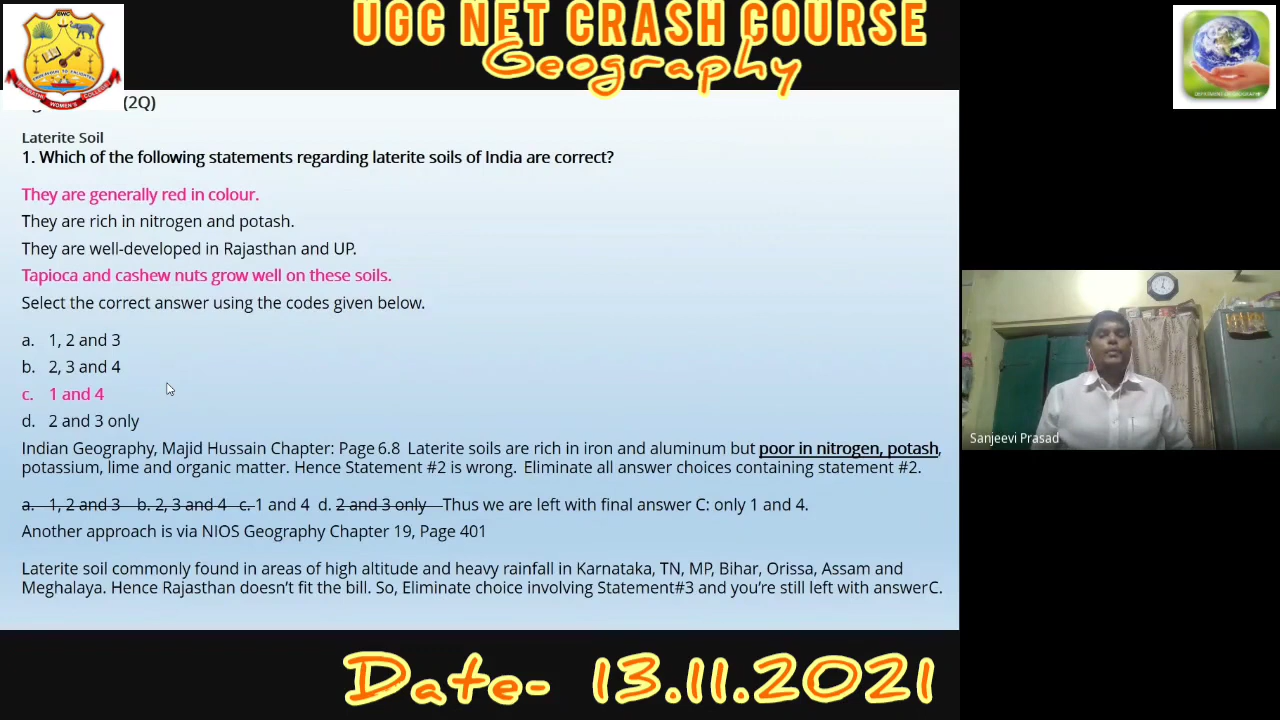 UGC NET CRASH COURSE
Geography
BWC
WOMEN'S COLLEGE
(2Q)
Laterite Soil
1. Which of the following statements regarding laterite soils of India are correct?
They are generally red in colour.
They are rich in nitrogen and potash.
They are well-developed in Rajasthan and UP.
Tapioca and cashew nuts grow well on these soils.
Select the correct answer using the codes given below.
a. 1, 2 and 3
b. 2, 3 and 4
c. 1 and 4
d. 2 and 3 only
Indian Geography, Majid Hussain Chapter: Page 6.8 Laterite soils are rich in iron and aluminum but poor in nitrogen, potash,
potassium, lime and organic matter. Hence Statement #2 is wrong. Eliminate all answer choices containing statement #2.
a. 1, 2 and 3 b. 2, 3 and 4 c. 1 and 4 d. 2 and 3 only Thus we are left with final answer C: only 1 and 4.
Another approach is via NIOS Geography Chapter 19, Page 401
Laterite soil commonly found in areas of high altitude and heavy rainfall in Karnataka, TN, MP, Bihar, Orissa, Assam and
Meghalaya. Hence Rajasthan doesn't fit the bill. So, Eliminate choice involving Statement#3 and you're still left with answerC.
Sanjeevi Prasad
Date- 13.11.2021